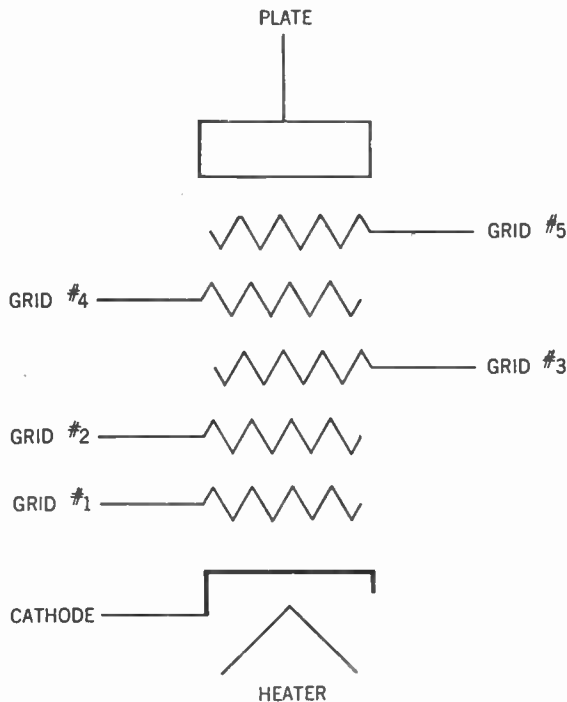 PLATE
GRID #5
GRID #4
GRID #3
GRID #2
GRID #1
CATHODE
HEATER